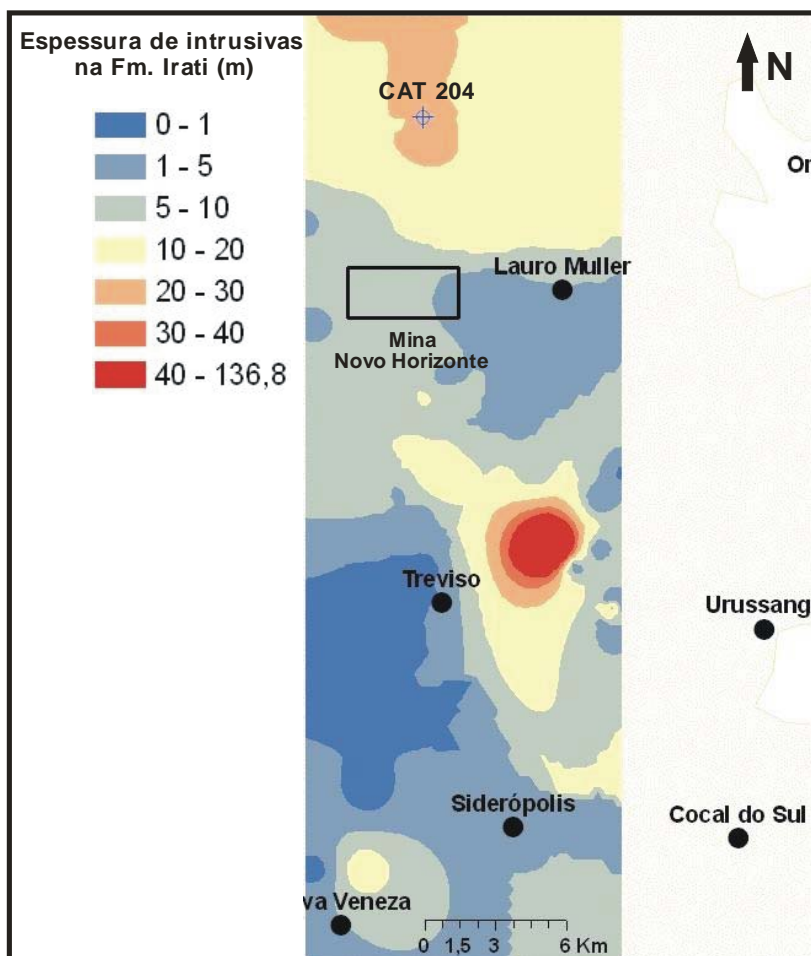 Espessura de intrusivas
na Fm. Irati (m)
0 - 1
1 - 5
5 - 10
10 - 20
20 - 30
30 - 40
40 - 136,8
CAT 204
N
Or
Lauro Muller
Mina
Novo Horizonte
Treviso
Urussang
Siderópolis
Cocal do Sul
va Veneza
0 1,5 3 6 Km